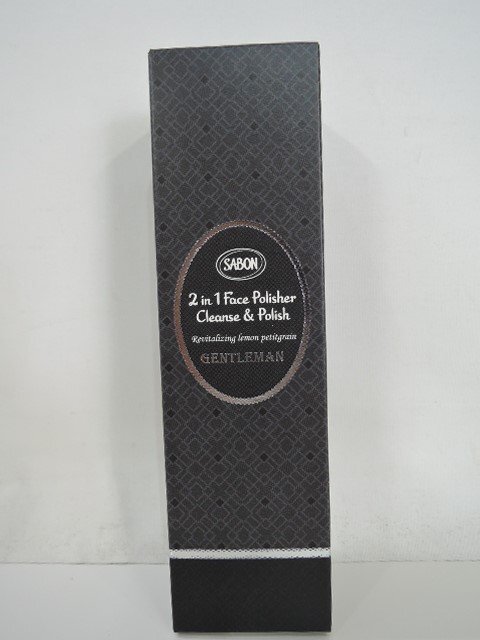 SABON
2 in 1 Face Polisher
Cleanse & Polish
Revitalizing lemon petitgrain
GENTLEMAN